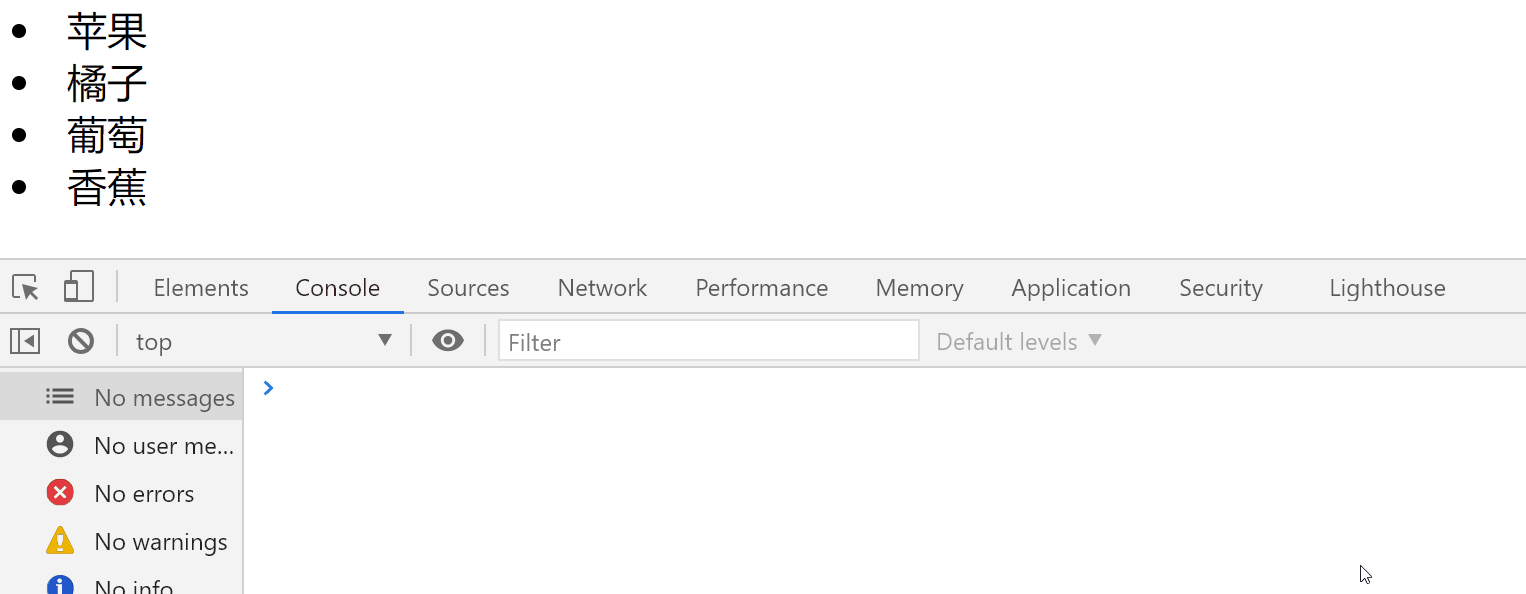 苹果
橘子
葡萄
香蕉
Elements Console Sources Network Performance Memory Application Security Lighthouse
top Filter Default levels
No messages
No user me...
No errors
No warnings
No info